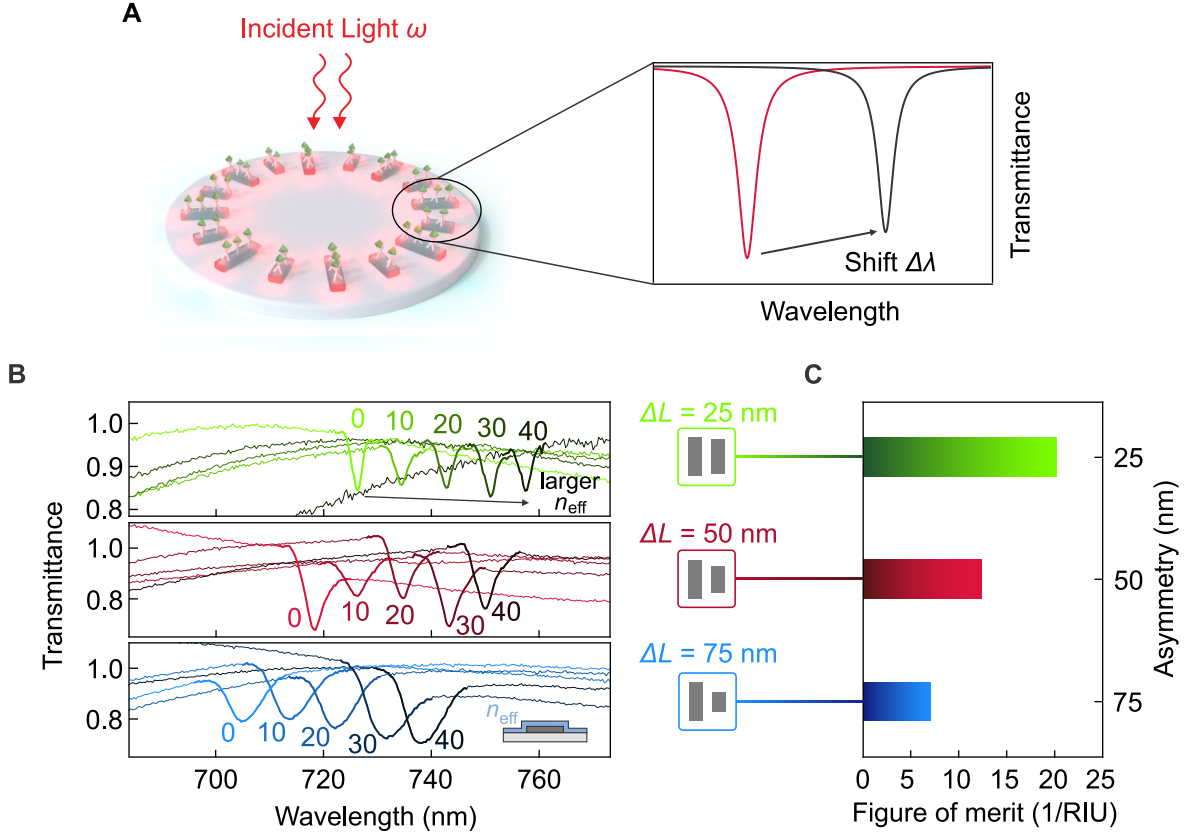 A
Incident Light ω
Shift Δλ
Transmittance
Wavelength
B
Transmittance
1.0
0.9
0.8
0 10 20 30 40
larger
n_eff
1.0
0.8
0 10 20 30 40
1.0
0.8
0 10 20 30 40
n_eff
700 720 740 760
Wavelength (nm)
ΔL = 25 nm
ΔL = 50 nm
ΔL = 75 nm
C
25
50
75
Asymmetry (nm)
0 5 10 15 20 25
Figure of merit (1/RIU)